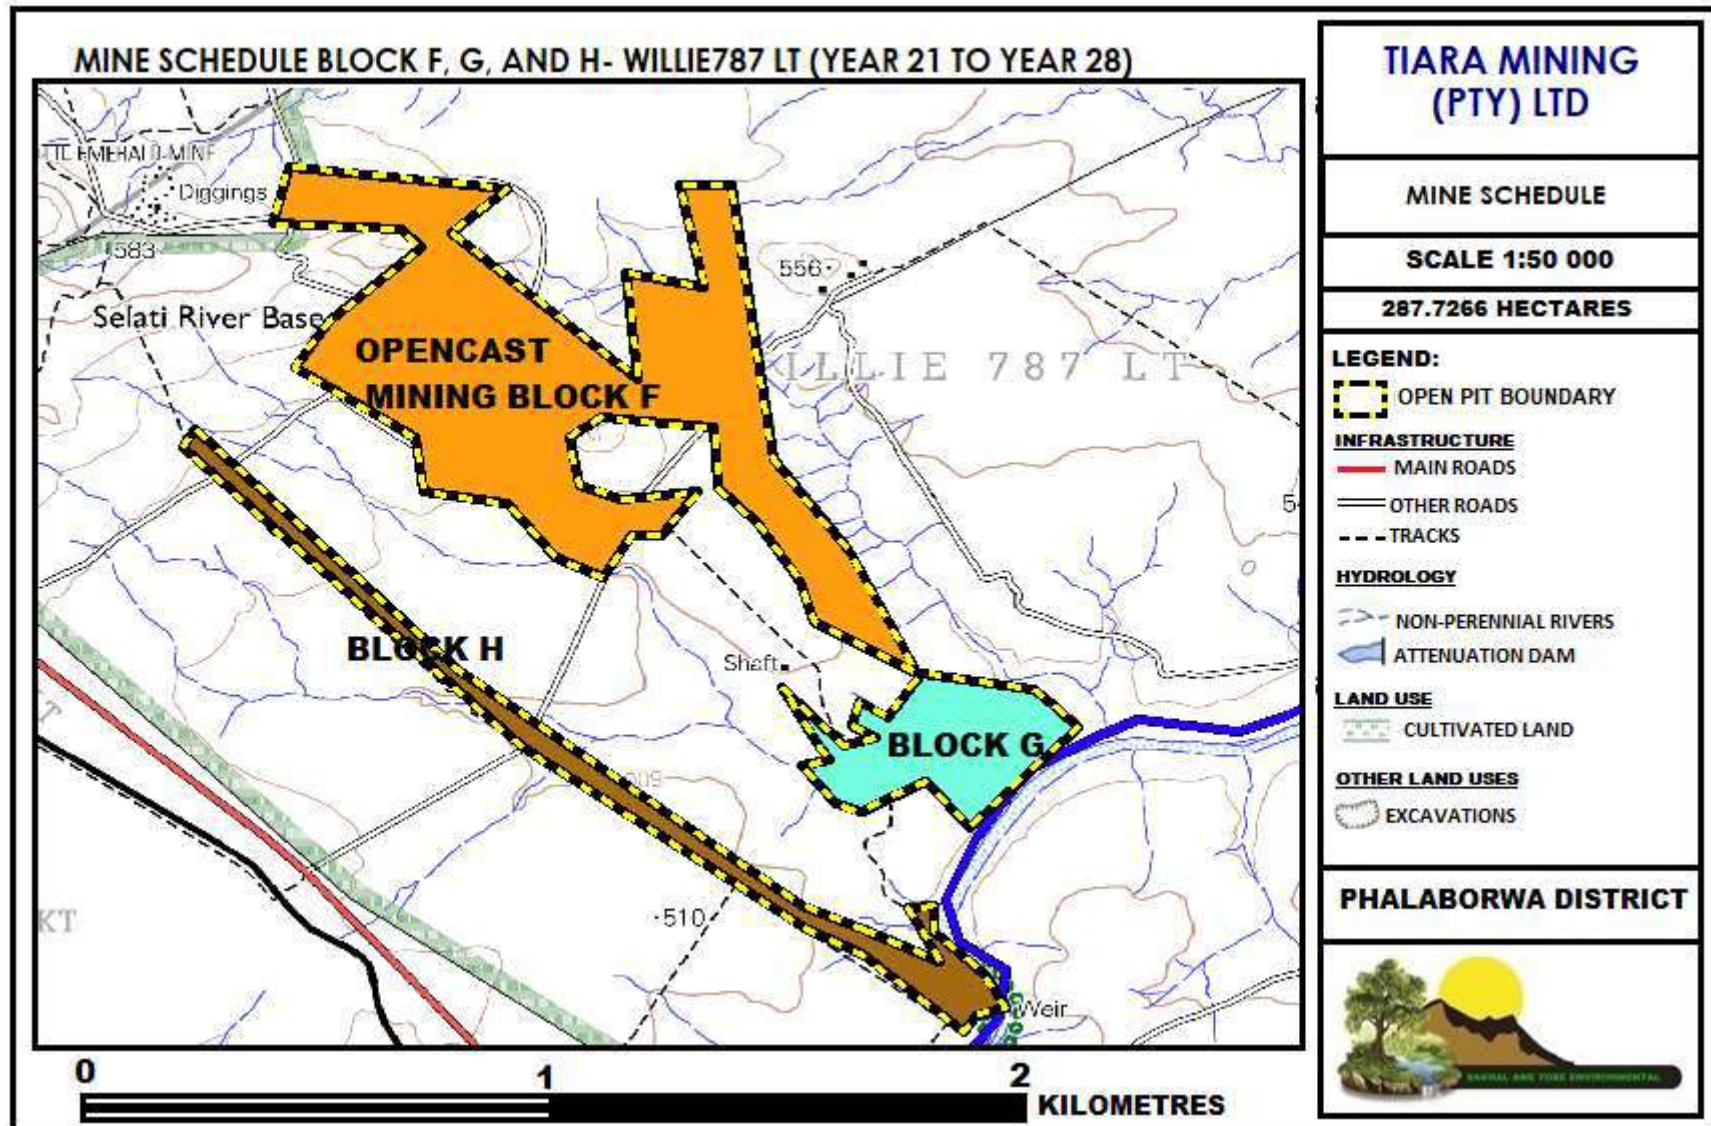 MINE SCHEDULE BLOCK F, G, AND H- WILLIE787 LT (YEAR 21 TO YEAR 28)
Diggings
583
Selati River Base
556
ILLIE 787 LT
OPENCAST
MINING BLOCK F
BLOCK H
Shaft
BLOCK G
510
KT
Weir
0 1 2
KILOMETRES
TIARA MINING
(PTY) LTD
MINE SCHEDULE
SCALE 1:50 000
287.7266 HECTARES
LEGEND:
OPEN PIT BOUNDARY
INFRASTRUCTURE
MAIN ROADS
OTHER ROADS
TRACKS
HYDROLOGY
NON-PERENNIAL RIVERS
ATTENUATION DAM
LAND USE
CULTIVATED LAND
OTHER LAND USES
EXCAVATIONS
PHALABORWA DISTRICT